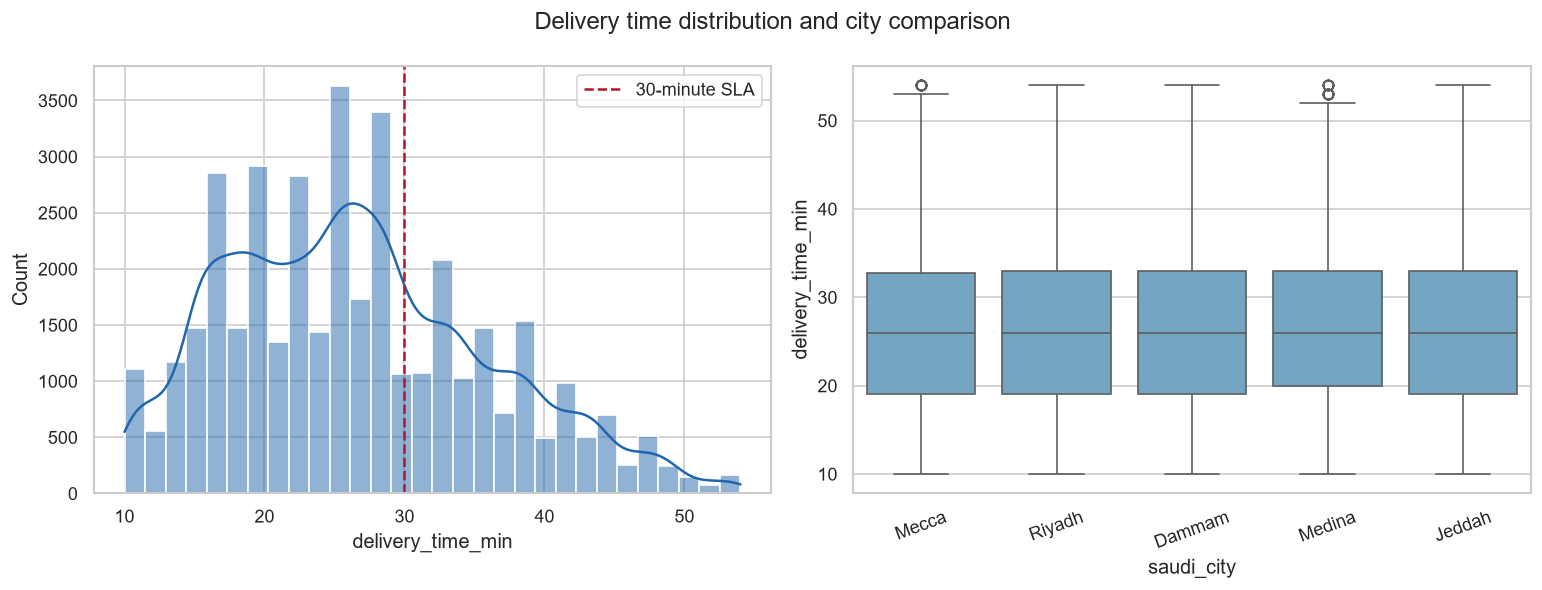 Delivery time distribution and city comparison
Count
3500
3000
2500
2000
1500
1000
500
0
10 20 30 40 50
delivery_time_min
30-minute SLA
delivery_time_min
50
40
30
20
10
Mecca Riyadh Dammam Medina Jeddah
saudi_city